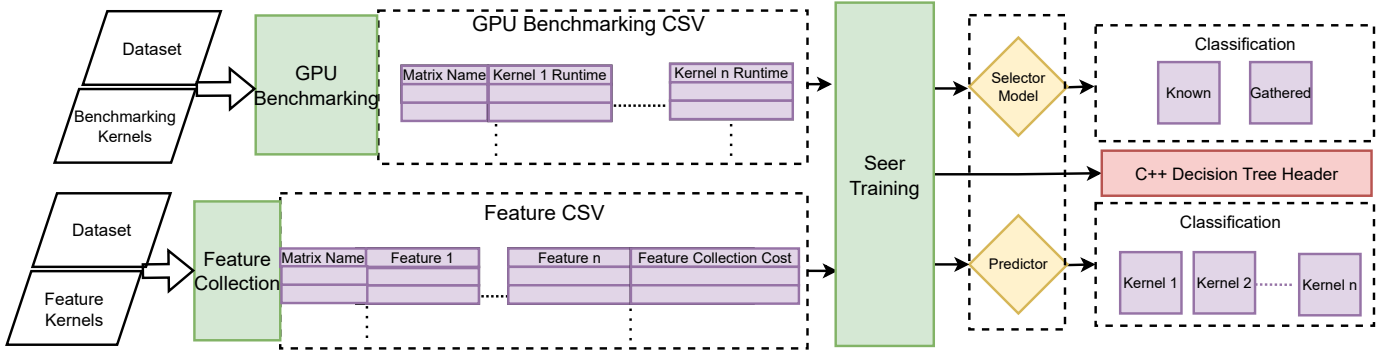 Dataset
Benchmarking
Kernels
GPU
Benchmarking
GPU Benchmarking CSV
Matrix Name Kernel 1 Runtime Kernel n Runtime
Dataset
Feature
Kernels
Feature
Collection
Feature CSV
Matrix Name Feature 1 Feature n Feature Collection Cost
Seer
Training
Selector
Model
Classification
Known Gathered
C++ Decision Tree Header
Predictor
Classification
Kernel 1 Kernel 2 Kernel n